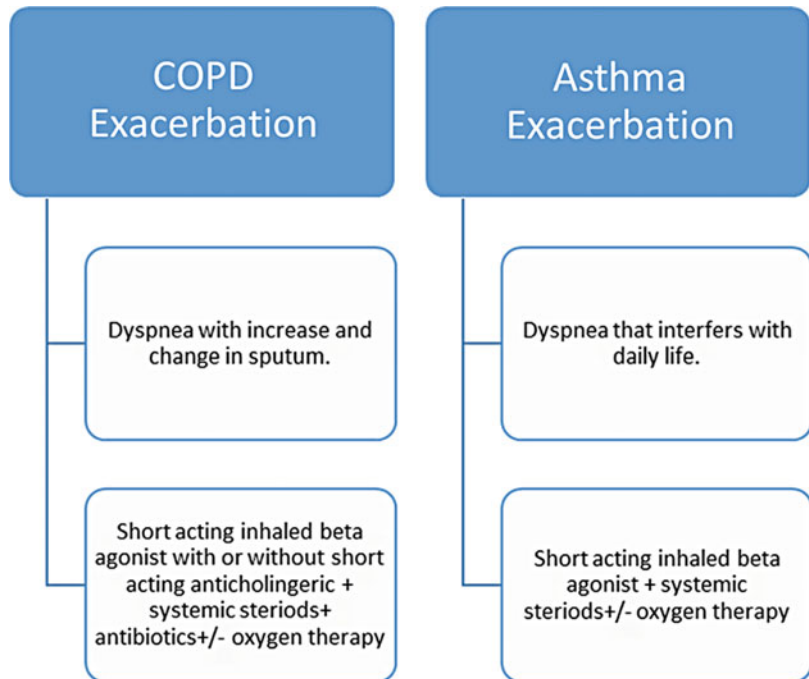 COPD
Exacerbation
Dyspnea with increase and
change in sputum.
Short acting inhaled beta
agonist with or without short
acting anticholingeric +
systemic steriods+
antibiotics+/- oxygen therapy
Asthma
Exacerbation
Dyspnea that interfers with
daily life.
Short acting inhaled beta
agonist + systemic
steriods+/- oxygen therapy